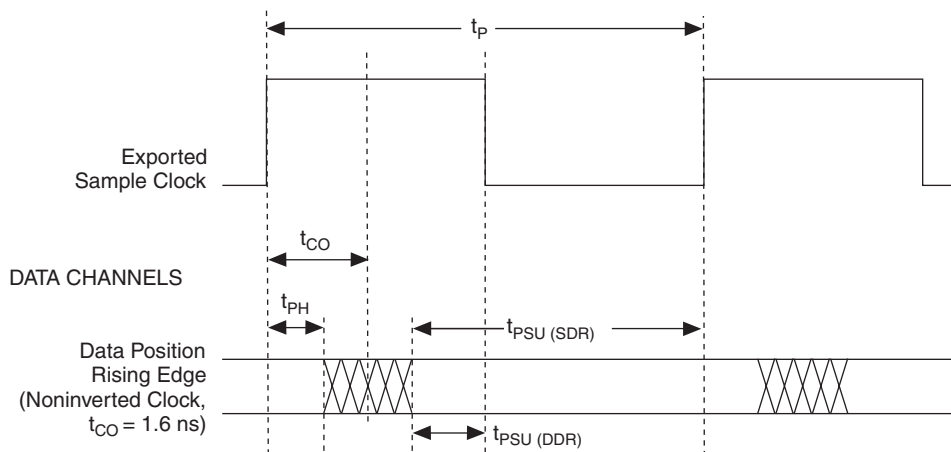 tP
Exported
Sample Clock
tCO
DATA CHANNELS
tPH
tPSU (SDR)
Data Position
Rising Edge
(Noninverted Clock,
tCO = 1.6 ns)
tPSU (DDR)